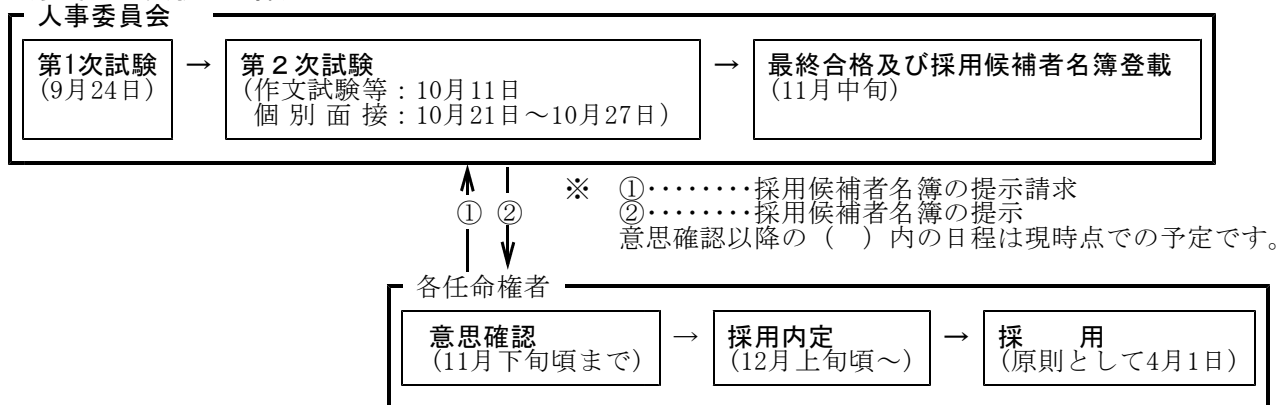 人事委員会
第1次試験 → 第２次試験 → 最終合格及び採用候補者名簿登載
(9月24日) (作文試験等：10月11日 (11月中旬)
個 別 面 接：10月21日～10月27日)
① ② ※ ①・・・・・・・・採用候補者名簿の提示請求
②・・・・・・・・採用候補者名簿の提示
意思確認以降の（ ）内の日程は現時点での予定です。
各任命権者
意思確認 → 採用内定 → 採 用
(11月下旬頃まで) (12月上旬頃～) (原則として4月1日)